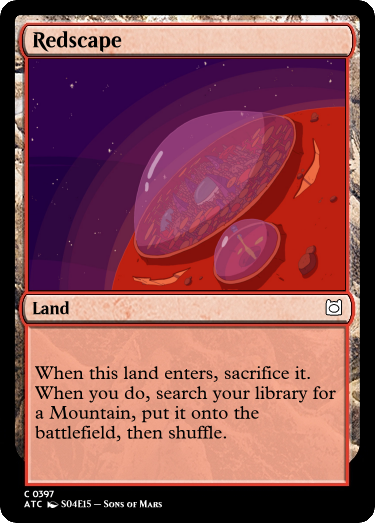 Redscape
Land
When this land enters, sacrifice it.
When you do, search your library for
a Mountain, put it onto the
battlefield, then shuffle.
C 0397
ATC S04E15 — Sons of Mars